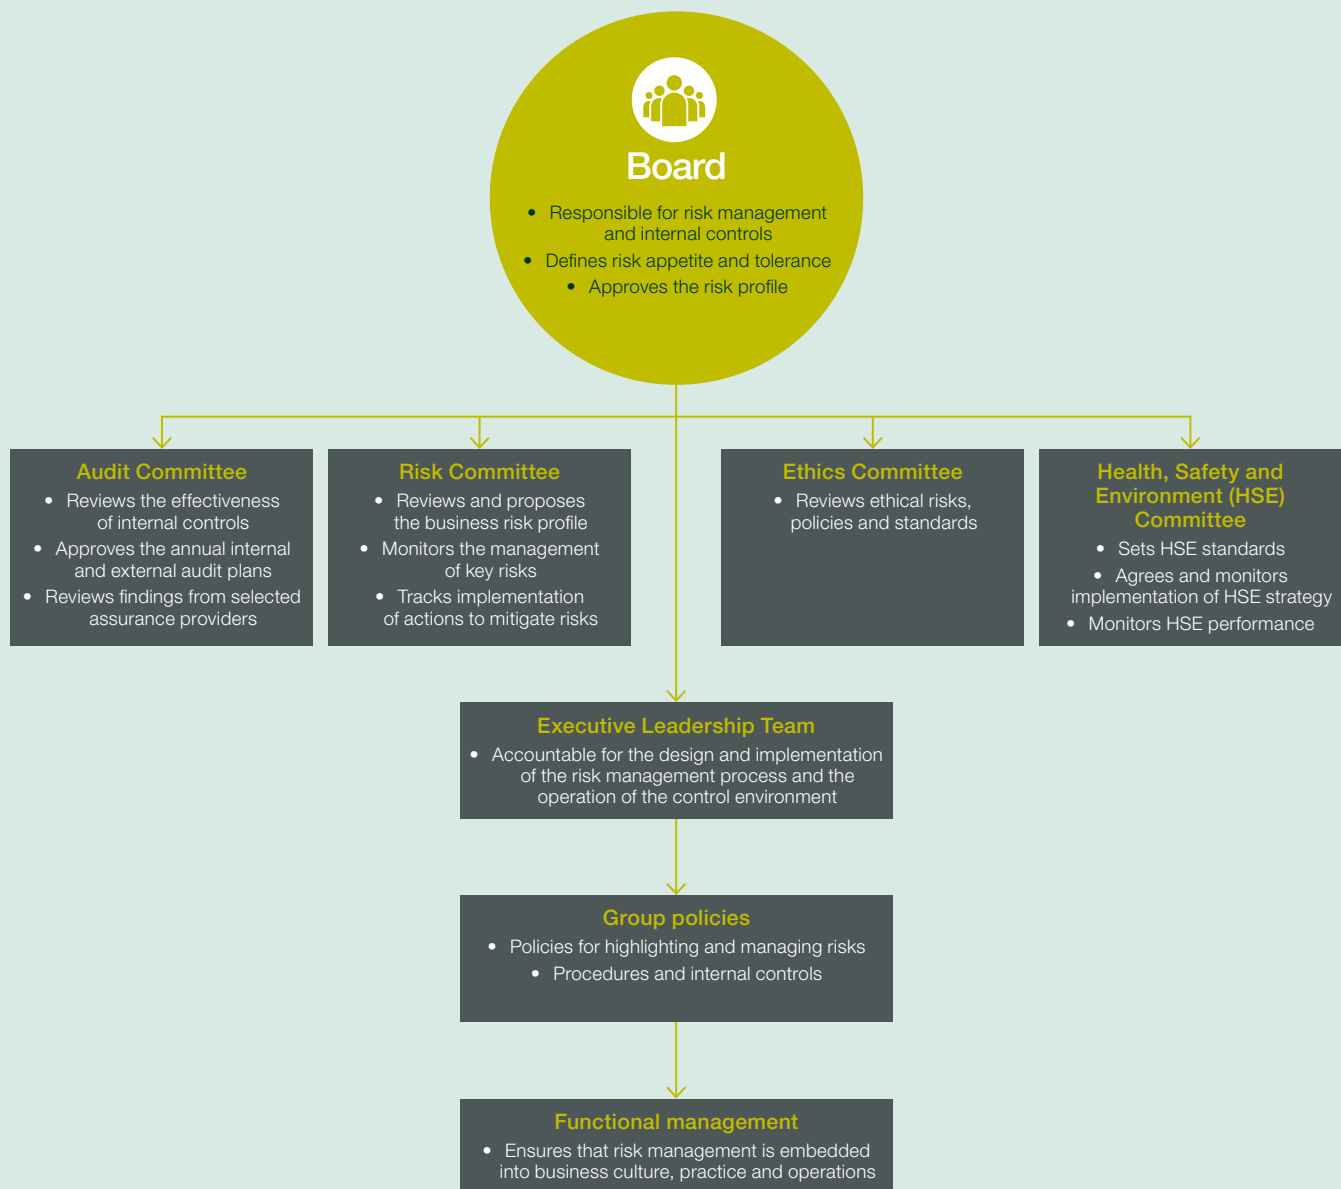 Board
• Responsible for risk management
and internal controls
• Defines risk appetite and tolerance
• Approves the risk profile
Audit Committee
• Reviews the effectiveness
of internal controls
• Approves the annual internal
and external audit plans
• Reviews findings from selected
assurance providers
Risk Committee
• Reviews and proposes
the business risk profile
• Monitors the management
of key risks
• Tracks implementation
of actions to mitigate risks
Ethics Committee
• Reviews ethical risks,
policies and standards
Health, Safety and
Environment (HSE)
Committee
• Sets HSE standards
• Agrees and monitors
implementation of HSE strategy
• Monitors HSE performance
Executive Leadership Team
• Accountable for the design and implementation
of the risk management process and the
operation of the control environment
Group policies
• Policies for highlighting and managing risks
• Procedures and internal controls
Functional management
• Ensures that risk management is embedded
into business culture, practice and operations